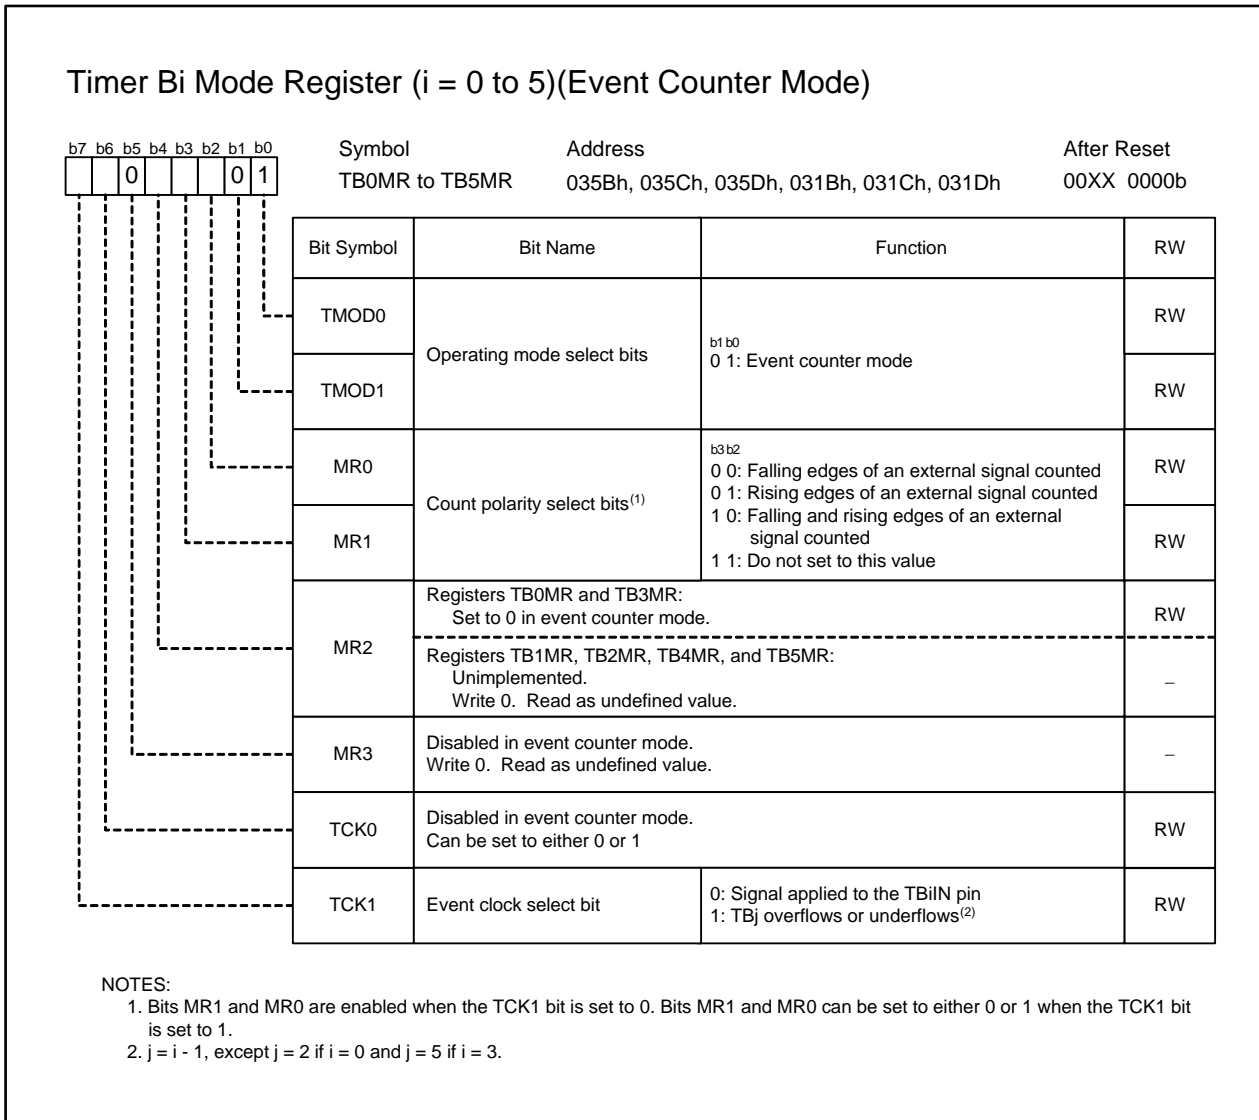 Timer Bi Mode Register (i = 0 to 5)(Event Counter Mode)
b7 b6 b5 b4 b3 b2 b1 b0
0 0 1
Symbol Address After Reset
TB0MR to TB5MR 035Bh, 035Ch, 035Dh, 031Bh, 031Ch, 031Dh 00XX 0000b
Bit Symbol Bit Name Function RW
TMOD0 RW
Operating mode select bits
b1 b0
0 1: Event counter mode
TMOD1 RW
MR0 RW
Count polarity select bits(1)
b3 b2
0 0: Falling edges of an external signal counted
0 1: Rising edges of an external signal counted
1 0: Falling and rising edges of an external
signal counted
1 1: Do not set to this value
MR1 RW
MR2
Registers TB0MR and TB3MR:
Set to 0 in event counter mode.
RW
Registers TB1MR, TB2MR, TB4MR, and TB5MR:
Unimplemented.
Write 0. Read as undefined value.
–
MR3
Disabled in event counter mode.
Write 0. Read as undefined value.
–
TCK0
Disabled in event counter mode.
Can be set to either 0 or 1
RW
TCK1
Event clock select bit
0: Signal applied to the TBiIN pin
1: TBj overflows or underflows(2)
RW
NOTES:
1. Bits MR1 and MR0 are enabled when the TCK1 bit is set to 0. Bits MR1 and MR0 can be set to either 0 or 1 when the TCK1 bit
is set to 1.
2. j = i - 1, except j = 2 if i = 0 and j = 5 if i = 3.